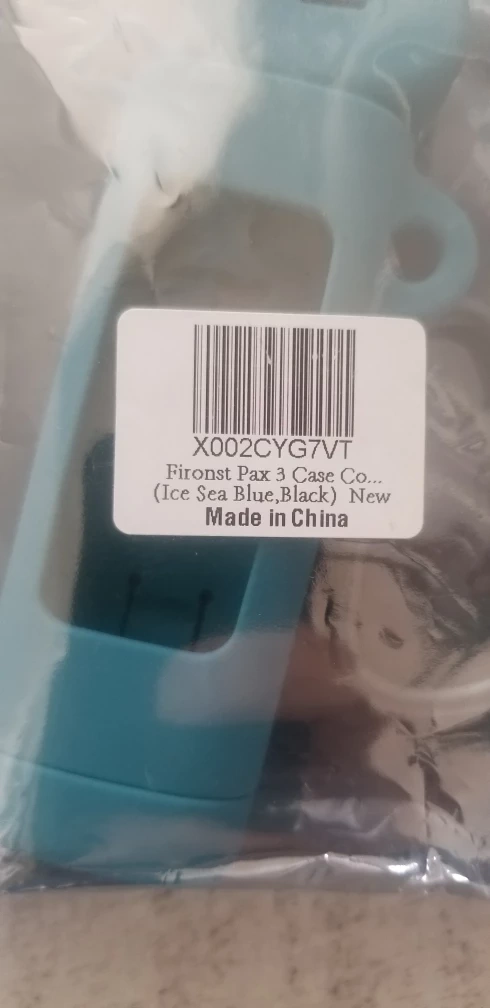 X002CYG7VT
Fironst Pax 3 Case Co...
(Ice Sea Blue,Black) New
Made in China